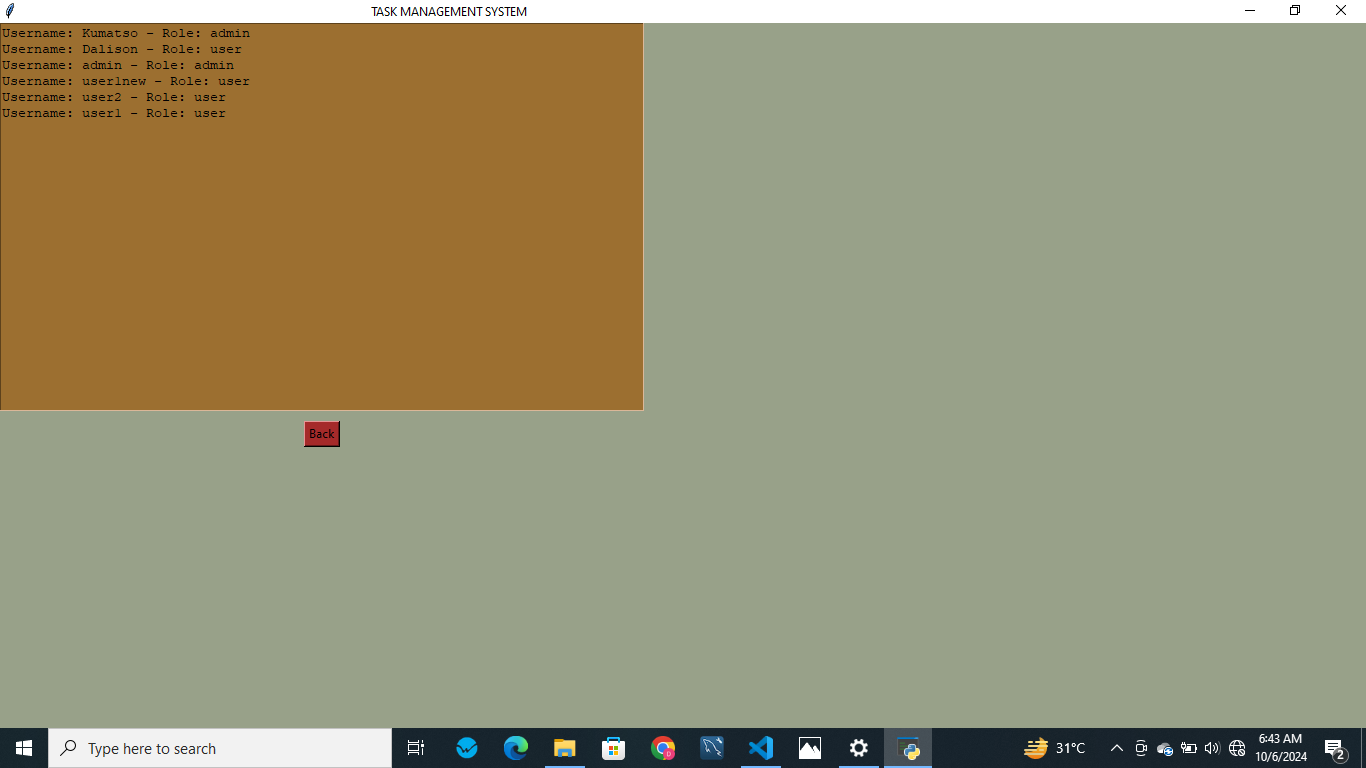 TASK MANAGEMENT SYSTEM
Username: Kumatso - Role: admin
Username: Dalison - Role: user
Username: admin - Role: admin
Username: user1new - Role: user
Username: user2 - Role: user
Username: user1 - Role: user
Back
Type here to search
31°C
6:43 AM
10/6/2024
2